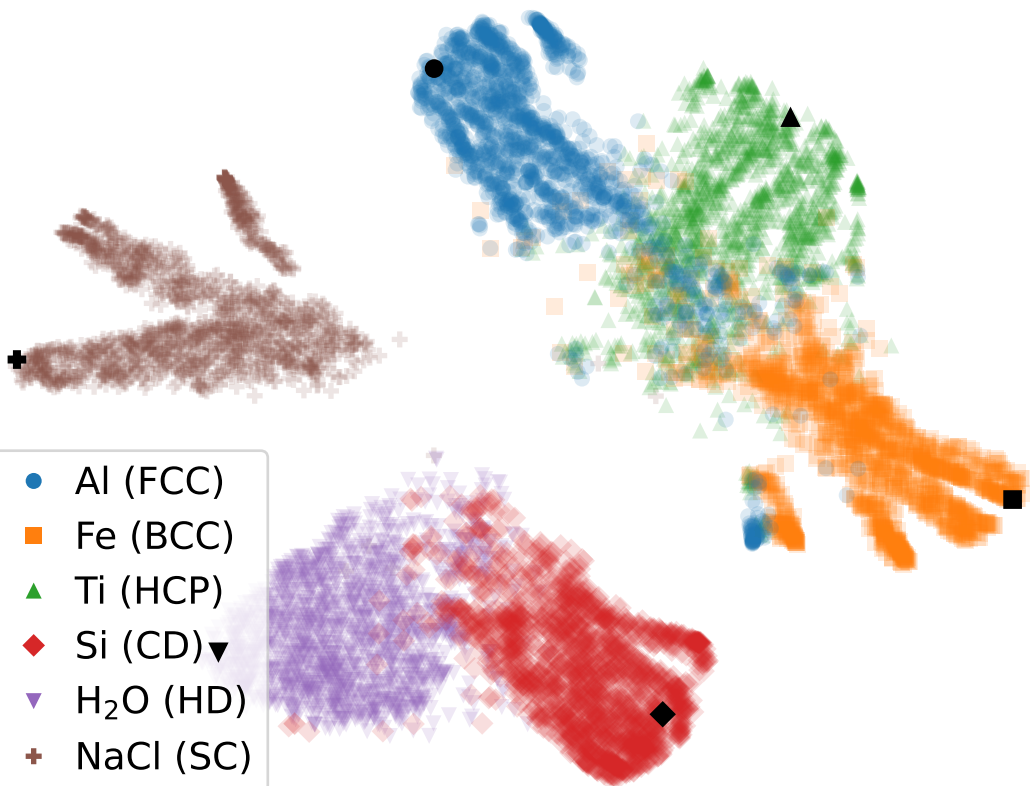 Al (FCC)
Fe (BCC)
Ti (HCP)
Si (CD)
H₂O (HD)
NaCl (SC)